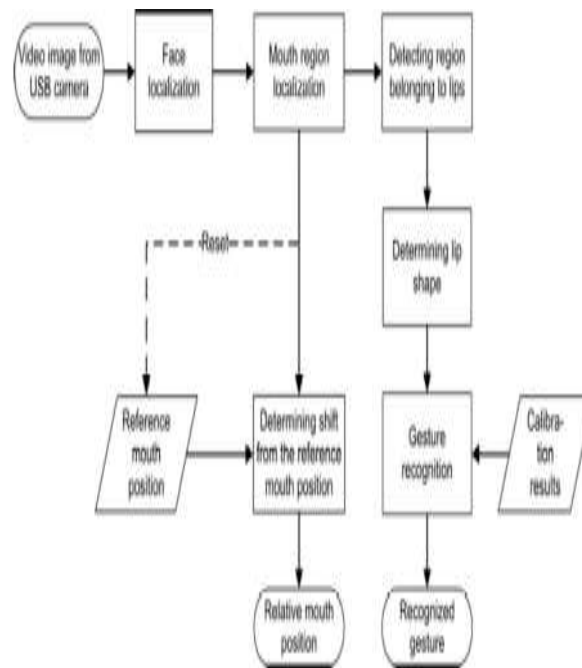 Video image from
USB camera
Face
localization
Mouth region
localization
Detecting region
belonging to lips
Reset
Determining lip
shape
Reference
mouth
position
Determining shift
from the reference
mouth position
Gesture
recognition
Calibra-
tion
results
Relative mouth
position
Recognized
gesture